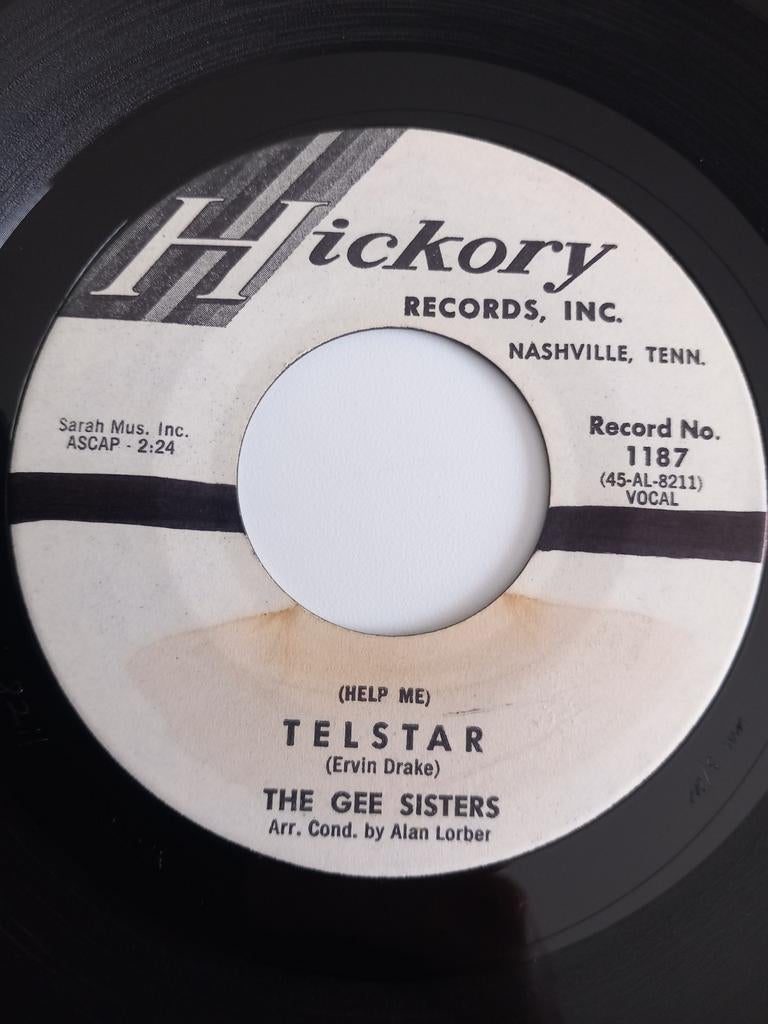 Hickory
RECORDS, INC.
NASHVILLE, TENN.
Sarah Mus. Inc.
ASCAP - 2:24
Record No.
1187
(45-AL-8211)
VOCAL
(HELP ME)
TELSTAR
(Ervin Drake)
THE GEE SISTERS
Arr. Cond. by Alan Lorber